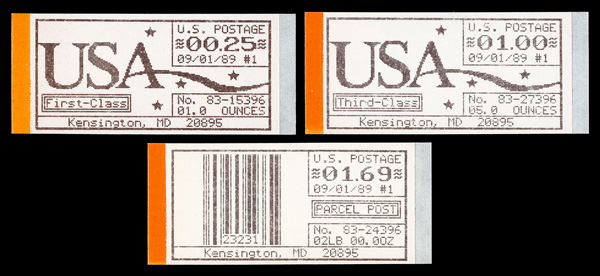 USA
U.S. POSTAGE
≈00.25≈
09/01/89 #1
First-Class
No. 83-15396
01.0 OUNCES
Kensington, MD 20895
USA
U.S. POSTAGE
≈01.00≈
09/01/89 #1
Third-Class
No. 83-27396
05.0 OUNCES
Kensington, MD 20895
23231
U.S. POSTAGE
≈01.69≈
09/01/89 #1
PARCEL POST
No. 83-24396
02LB 00.0OZ
Kensington, MD 20895